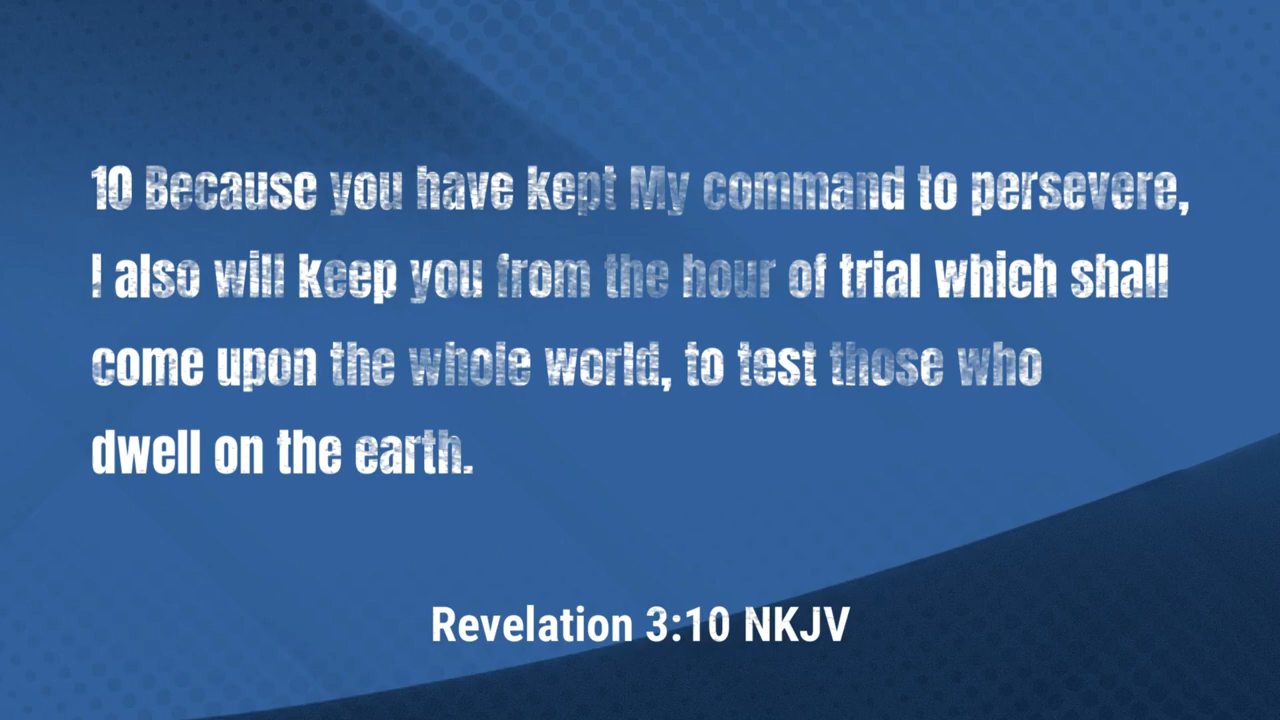 10 Because you have kept My command to persevere,
I also will keep you from the hour of trial which shall
come upon the whole world, to test those who
dwell on the earth.
Revelation 3:10 NKJV